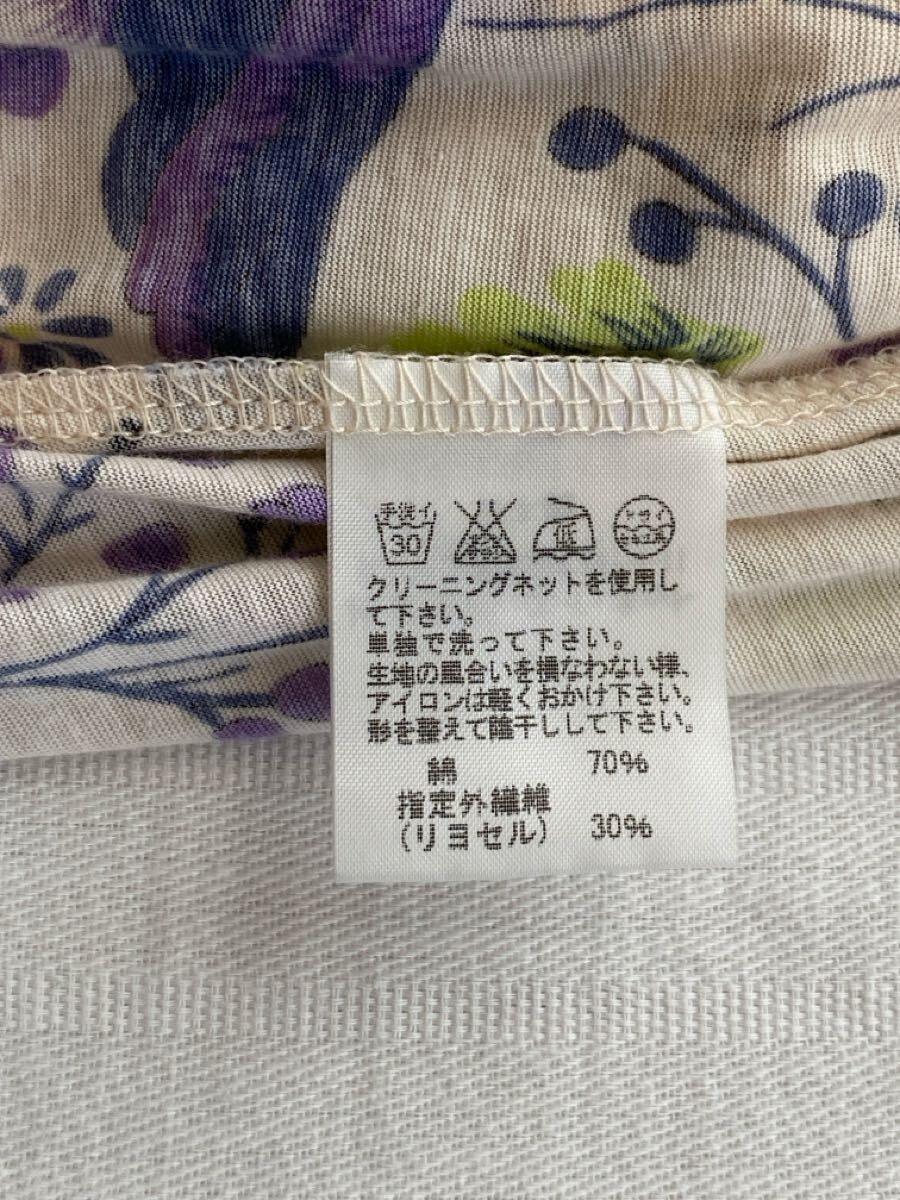 手洗イ 30
クリーニングネットを使用し
て下さい。
単独で洗って下さい。
生地の風合いを損なわない様、
アイロンは軽くおかけ下さい。
形を整えて陰干しして下さい。
綿 70%
指定外繊維
(リヨセル) 30%